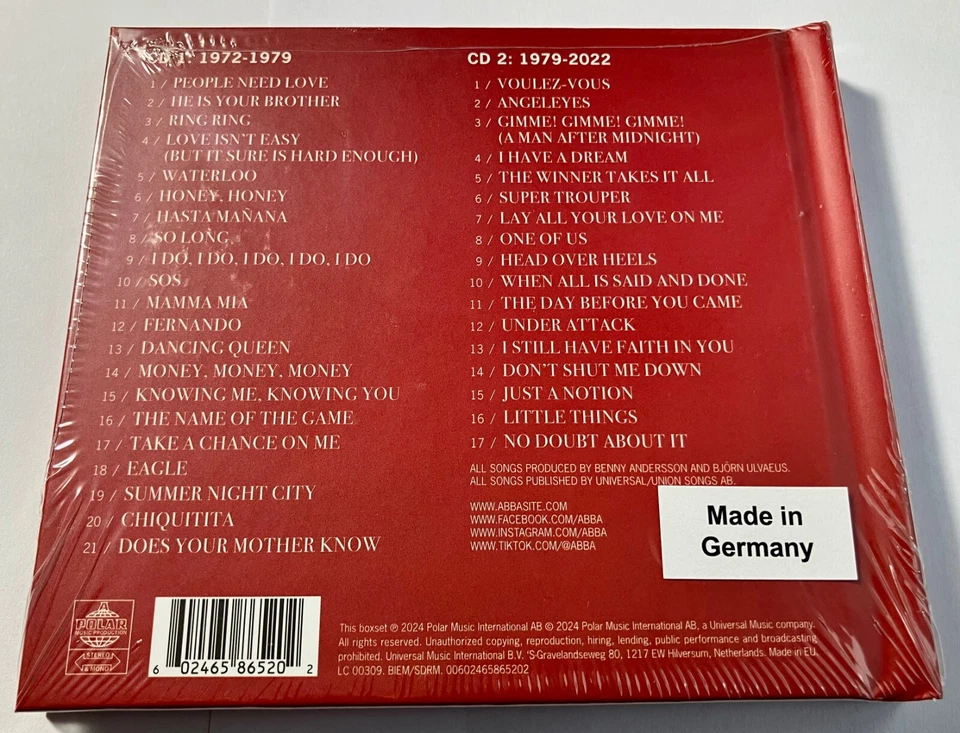 CD 1: 1972-1979
1 / PEOPLE NEED LOVE
2 / HE IS YOUR BROTHER
3 / RING RING
4 / LOVE ISN'T EASY
(BUT IT SURE IS HARD ENOUGH)
5 / WATERLOO
6 / HONEY, HONEY
7 / HASTA MAÑANA
8 / SO LONG
9 / I DO, I DO, I DO, I DO, I DO
10 / SOS
11 / MAMMA MIA
12 / FERNANDO
13 / DANCING QUEEN
14 / MONEY, MONEY, MONEY
15 / KNOWING ME, KNOWING YOU
16 / THE NAME OF THE GAME
17 / TAKE A CHANCE ON ME
18 / EAGLE
19 / SUMMER NIGHT CITY
20 / CHIQUITITA
21 / DOES YOUR MOTHER KNOW
CD 2: 1979-2022
1 / VOULEZ-VOUS
2 / ANGELEYES
3 / GIMME! GIMME! GIMME!
(A MAN AFTER MIDNIGHT)
4 / I HAVE A DREAM
5 / THE WINNER TAKES IT ALL
6 / SUPER TROUPER
7 / LAY ALL YOUR LOVE ON ME
8 / ONE OF US
9 / HEAD OVER HEELS
10 / WHEN ALL IS SAID AND DONE
11 / THE DAY BEFORE YOU CAME
12 / UNDER ATTACK
13 / I STILL HAVE FAITH IN YOU
14 / DON'T SHUT ME DOWN
15 / JUST A NOTION
16 / LITTLE THINGS
17 / NO DOUBT ABOUT IT
ALL SONGS PRODUCED BY BENNY ANDERSSON AND BJÖRN ULVAEUS.
ALL SONGS PUBLISHED BY UNIVERSAL/UNION SONGS AB.
WWW.ABBASITE.COM
WWW.FACEBOOK.COM/ABBA
WWW.INSTAGRAM.COM/ABBA
WWW.TIKTOK.COM/@ABBA
Made in
Germany
A
POLAR
MUSIC PRODUCTION
STEREO
& MONO
6 02465 86520 2
This boxset ℗ 2024 Polar Music International AB © 2024 Polar Music International AB, a Universal Music company.
All rights reserved. Unauthorized copying, reproduction, hiring, lending, public performance and broadcasting
prohibited. Universal Music International B.V. 'S-Gravelandseweg 80, 1217 EW Hilversum, Netherlands. Made in EU.
LC 00309. BIEM/SDRM. 00602465865202